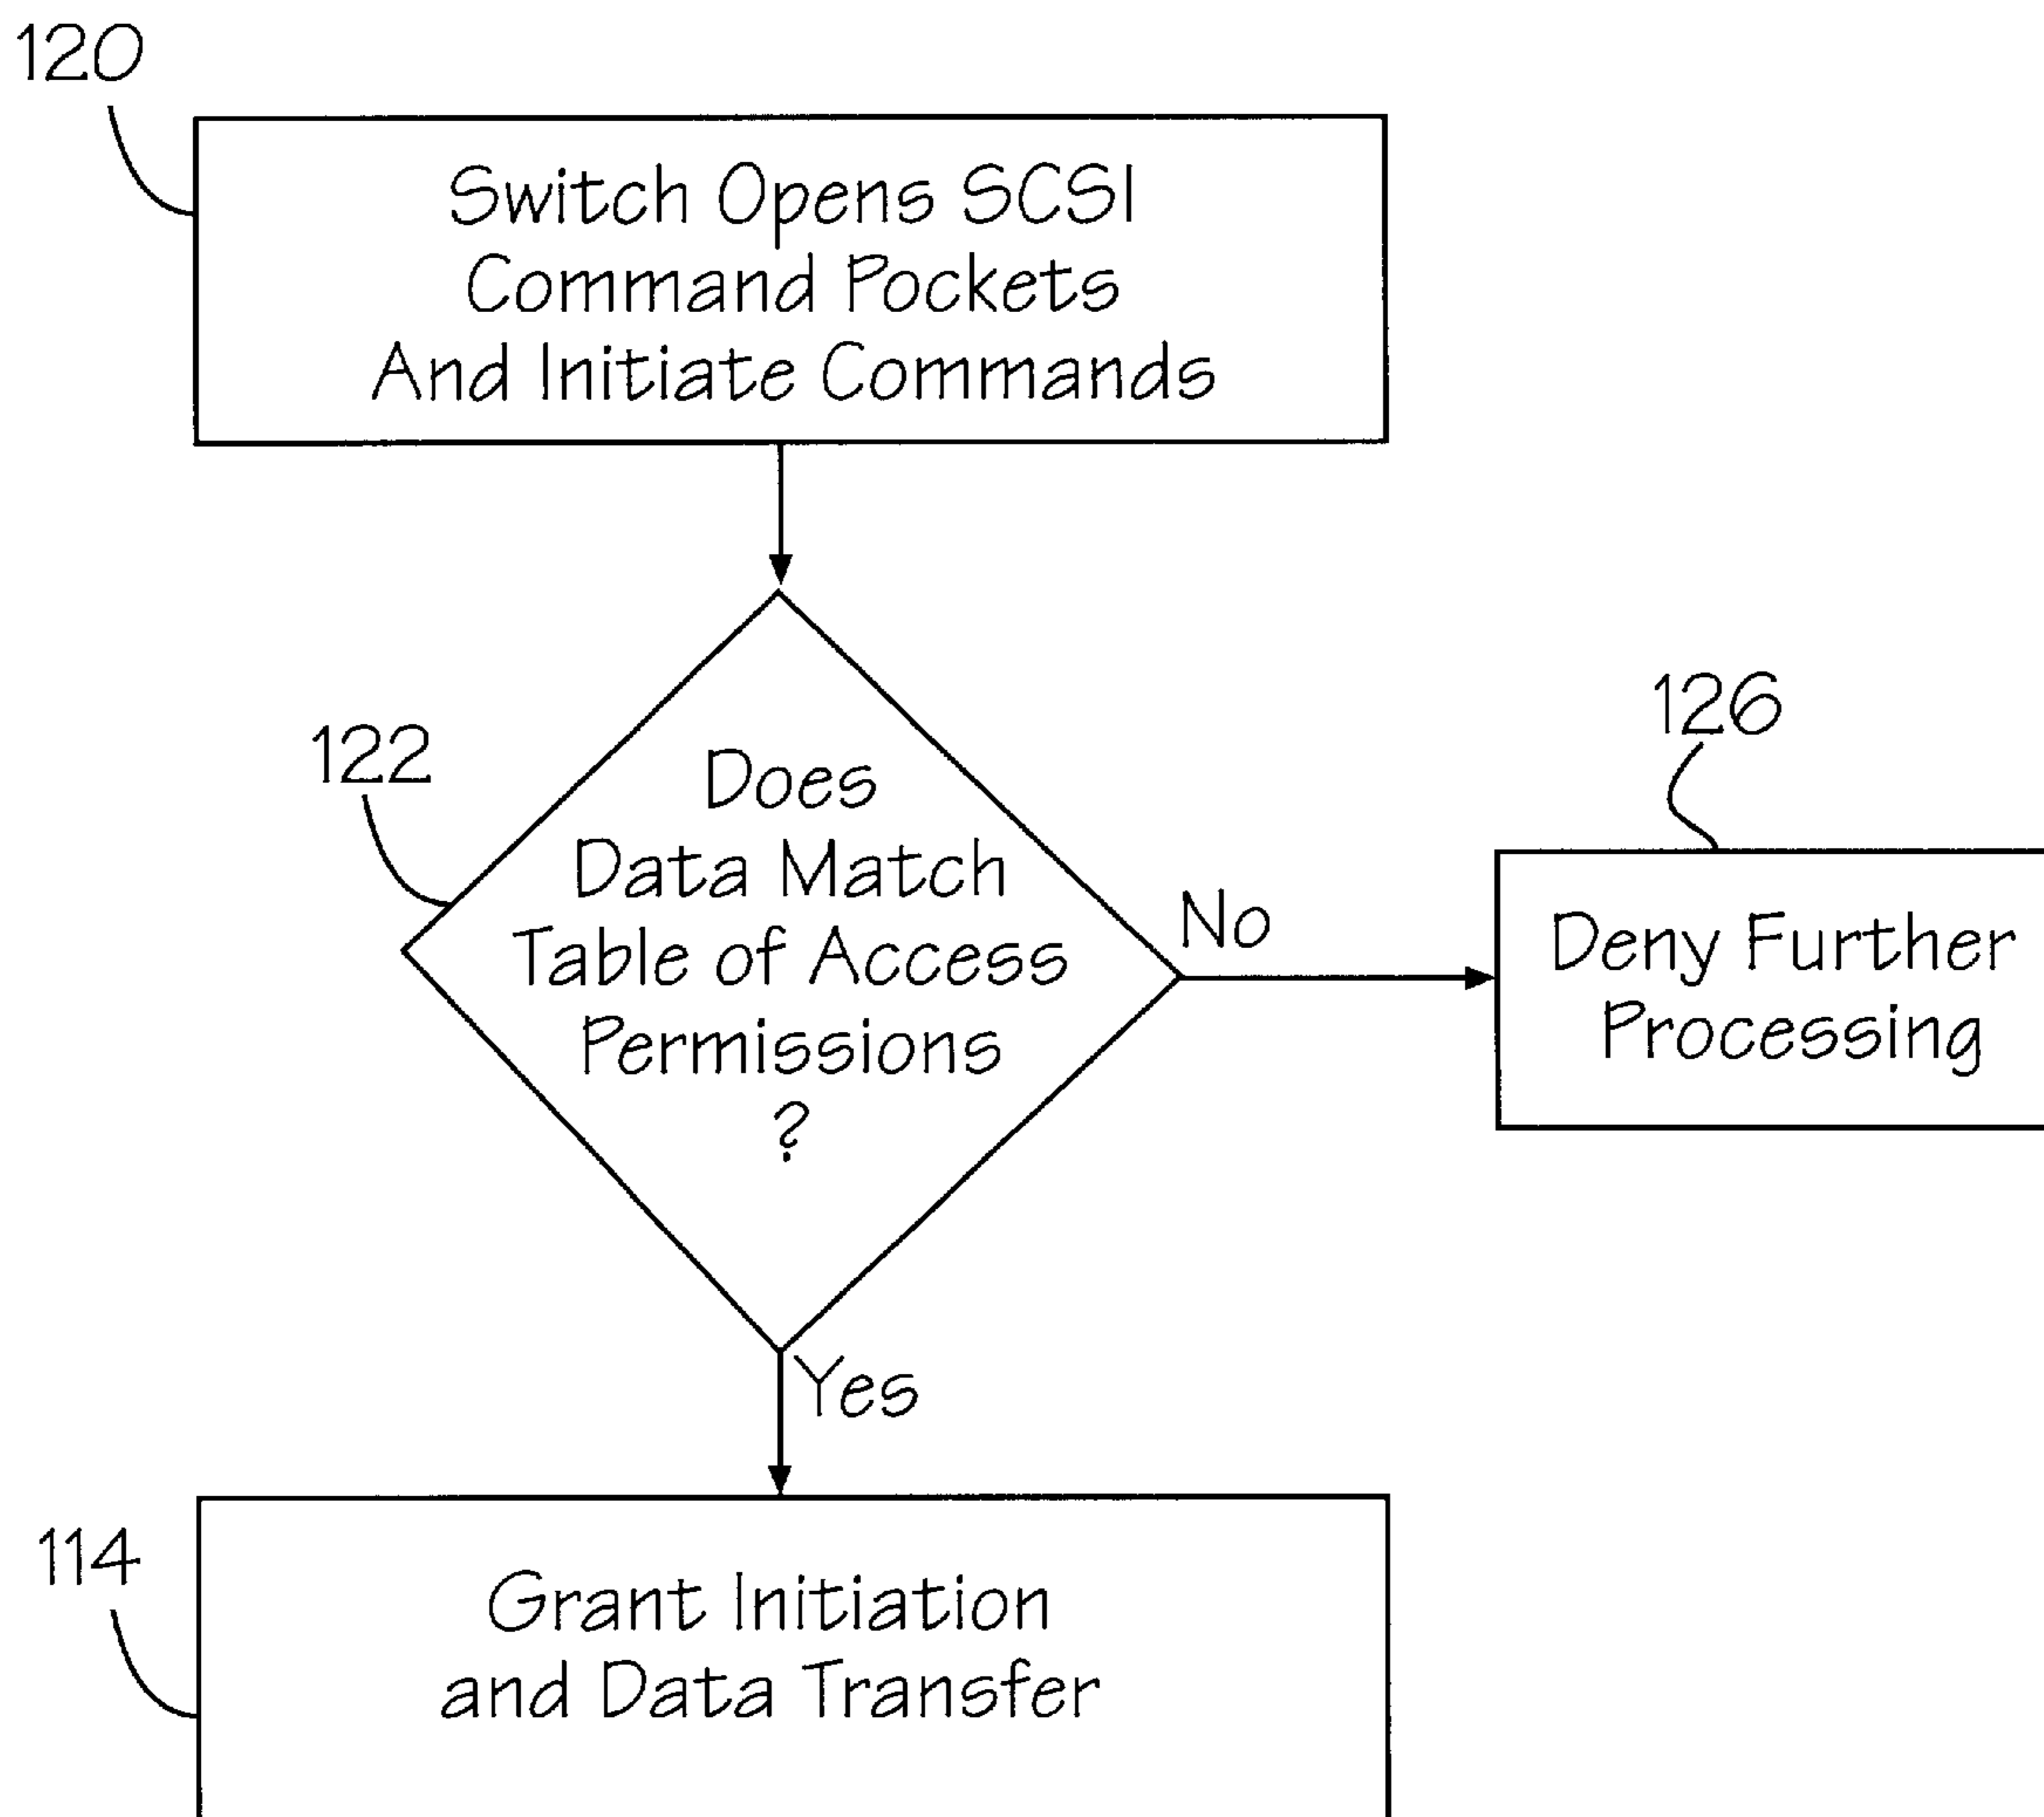 120
Switch Opens SCSI
Command Pockets
And Initiate Commands
122
Does
Data Match
Table of Access
Permissions
?
No
126
Deny Further
Processing
Yes
114
Grant Initiation
and Data Transfer